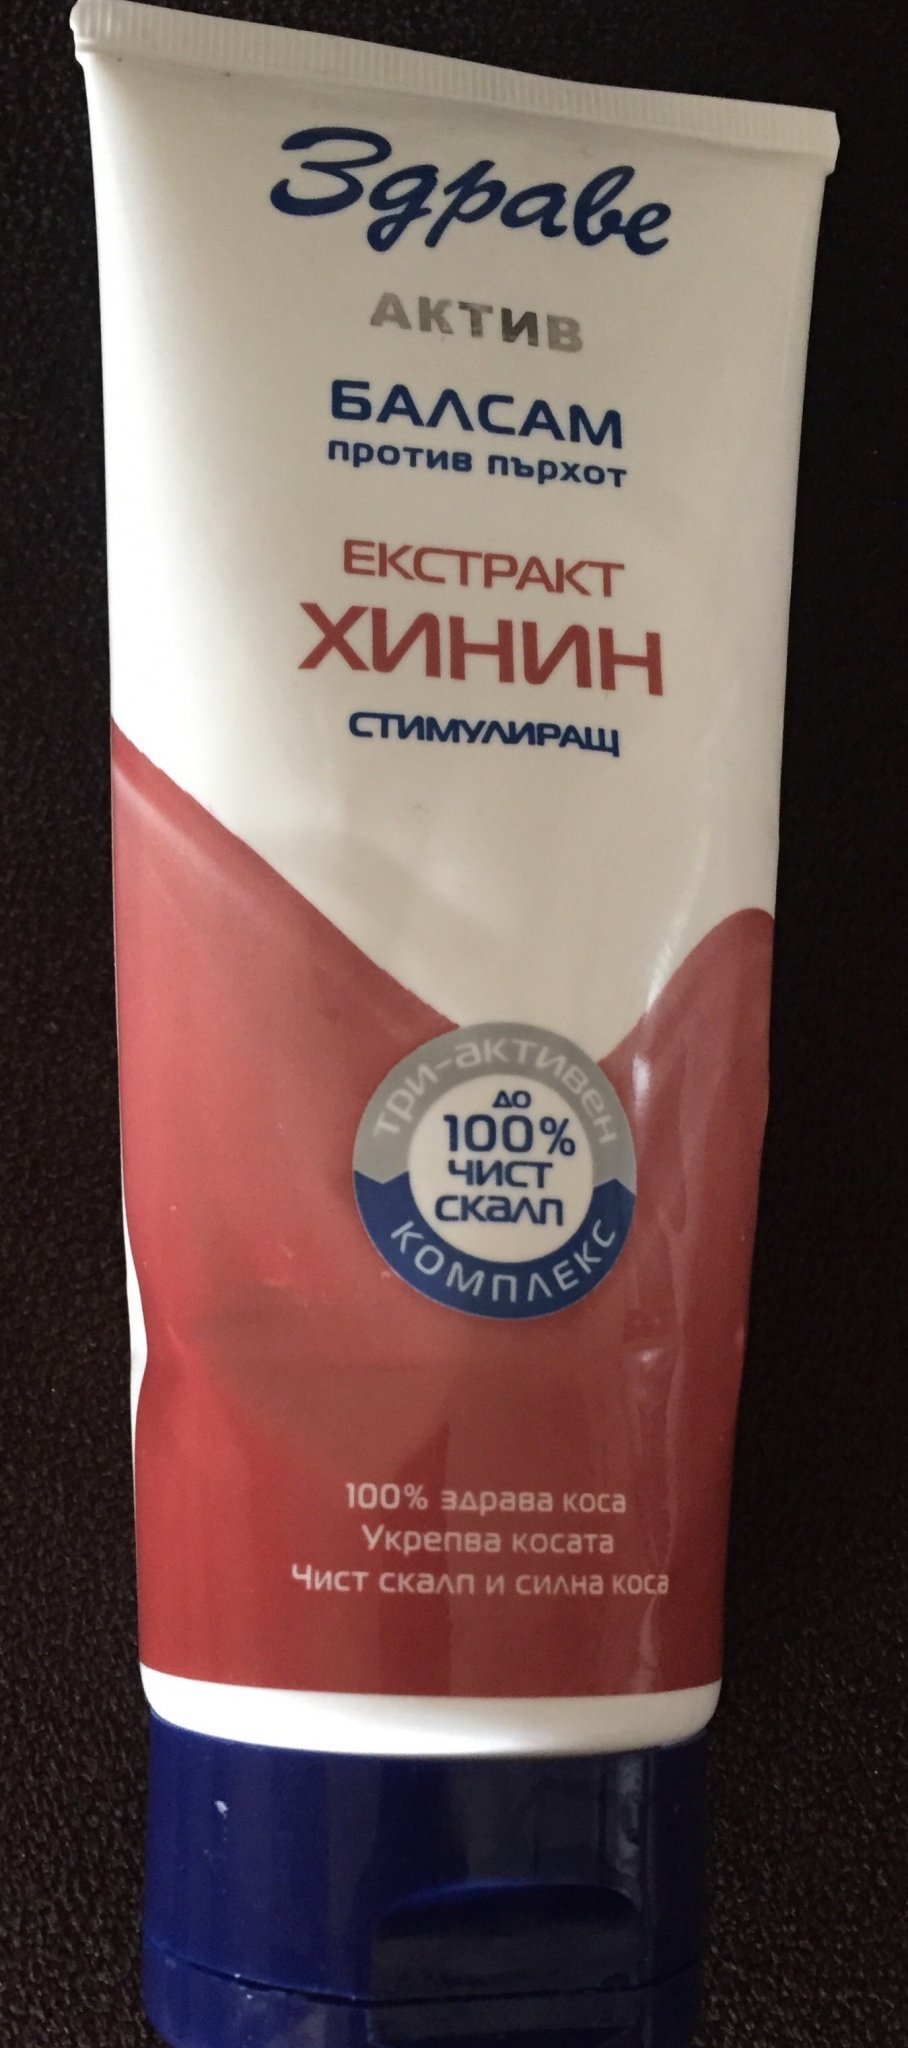 Здраве
АКТИВ
БАЛСАМ
против пърхот
ЕКСТРАКТ
ХИНИН
СТИМУЛИРАЩ
ТРИ-АКТИВЕН
ДО
100%
ЧИСТ
СКАЛП
КОМПЛЕКС
100% здрава коса
Укрепва косата
Чист скалп и силна коса